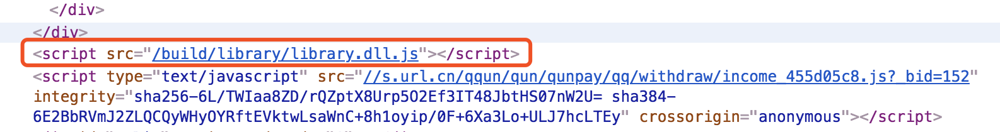 </div>
</div>
<script src="/build/library/library.dll.js"></script>
<script type="text/javascript" src="//s.url.cn/qqun/qun/qunpay/qq/withdraw/income_455d05c8.js?_bid=152"
integrity="sha256-6L/TWIaa8ZD/rQZptX8Urp5O2Ef3IT48JbtHS07nW2U= sha384-
6E2BbRVmJ2ZLQCQyWHyOYRftEVktwLsaWnC+8h1oyip/0F+6Xa3Lo+ULJ7hcLTEy" crossorigin="anonymous"></script>